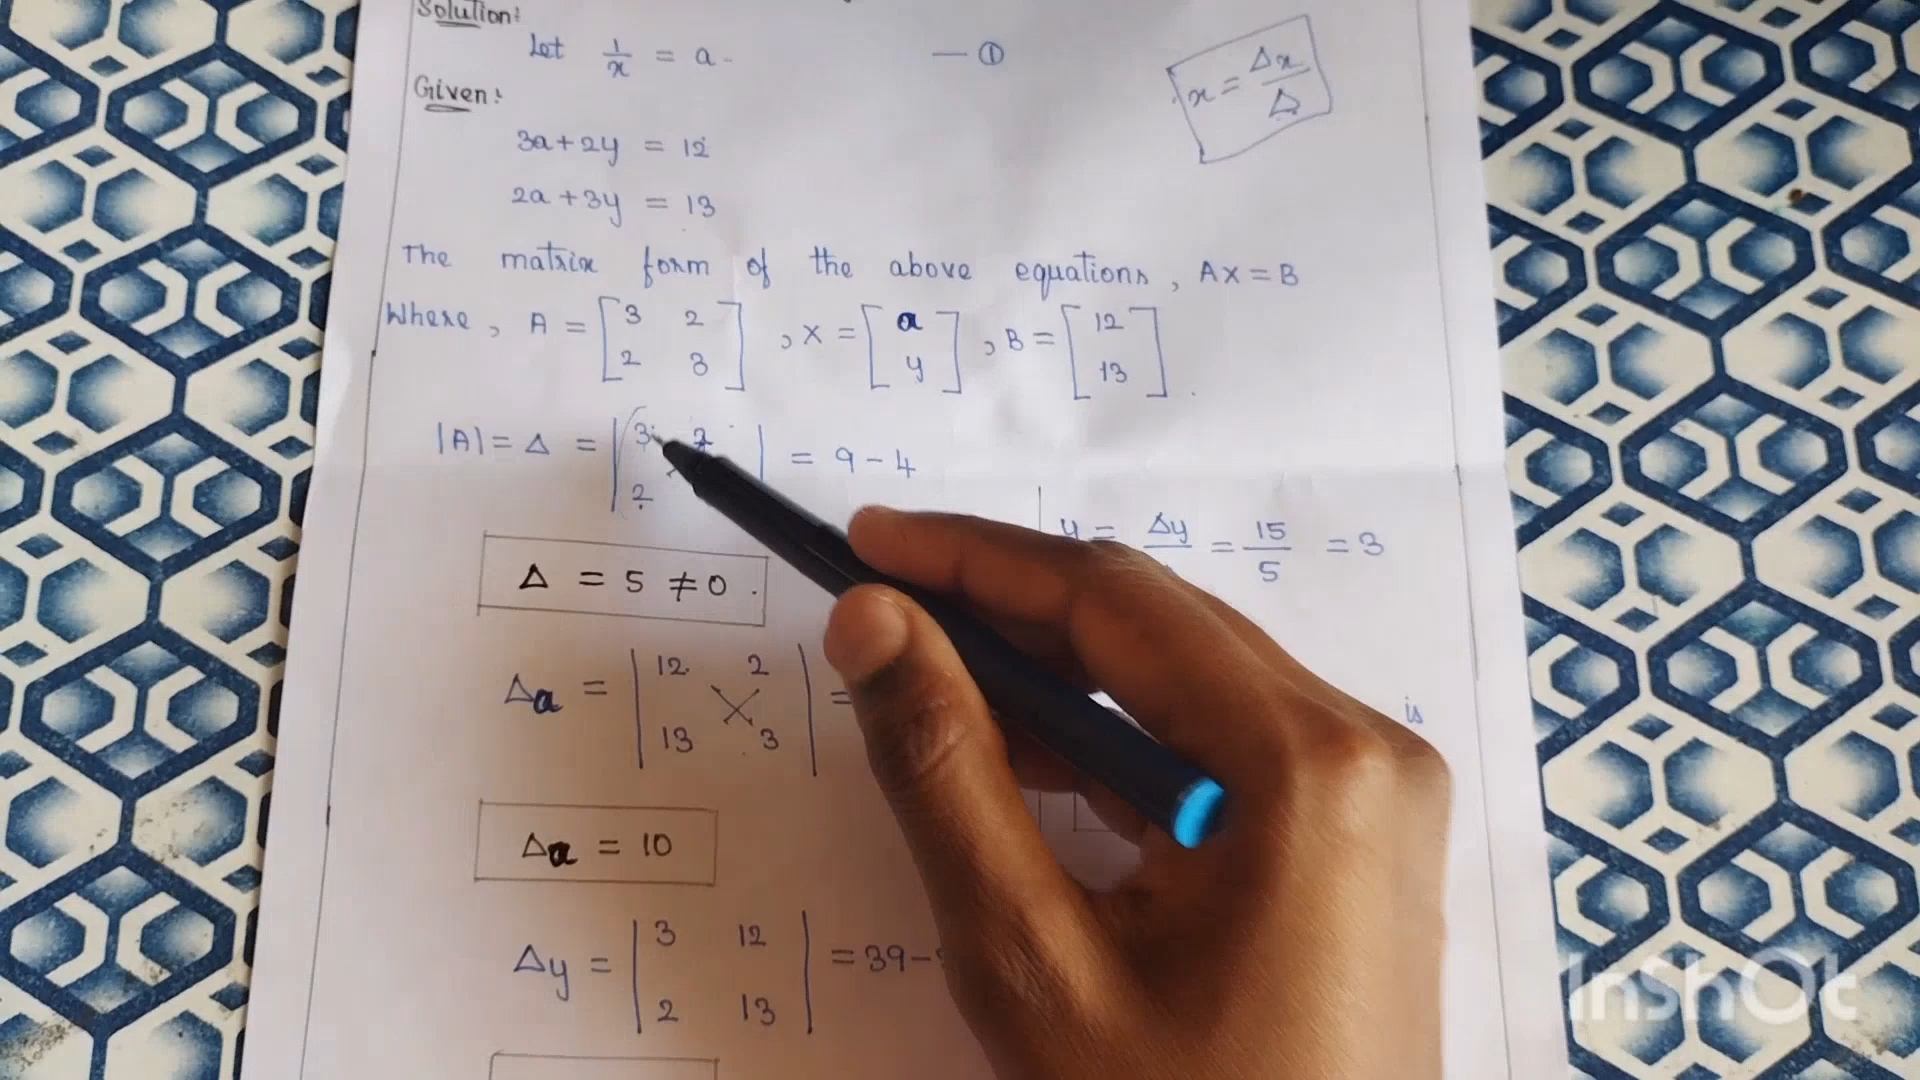 Solution:
Let 1/x = a - — ①
x = Δx/Δ
Given:
3a + 2y = 12
2a + 3y = 13
The matrix form of the above equations, AX = B
Where, A = [3 2; 2 3], X = [a; y], B = [12; 13].
|A| = Δ = |3 2; 2 | = 9 - 4
Δ = 5 ≠ 0.
Δa = |12 2; 13 3| =
Δa = 10
Δy = |3 12; 2 13| = 39 -
y = Δy/ = 15/5 = 3
is
InShOt